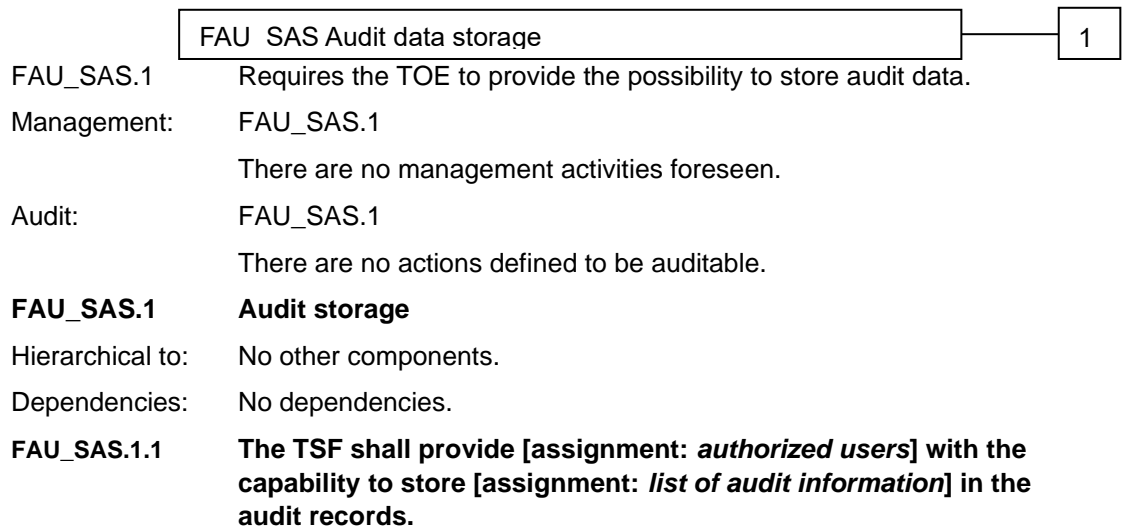 FAU_SAS Audit data storage 1
FAU_SAS.1 Requires the TOE to provide the possibility to store audit data.
Management: FAU_SAS.1
There are no management activities foreseen.
Audit: FAU_SAS.1
There are no actions defined to be auditable.
FAU_SAS.1 Audit storage
Hierarchical to: No other components.
Dependencies: No dependencies.
FAU_SAS.1.1 The TSF shall provide [assignment: authorized users] with the
capability to store [assignment: list of audit information] in the
audit records.